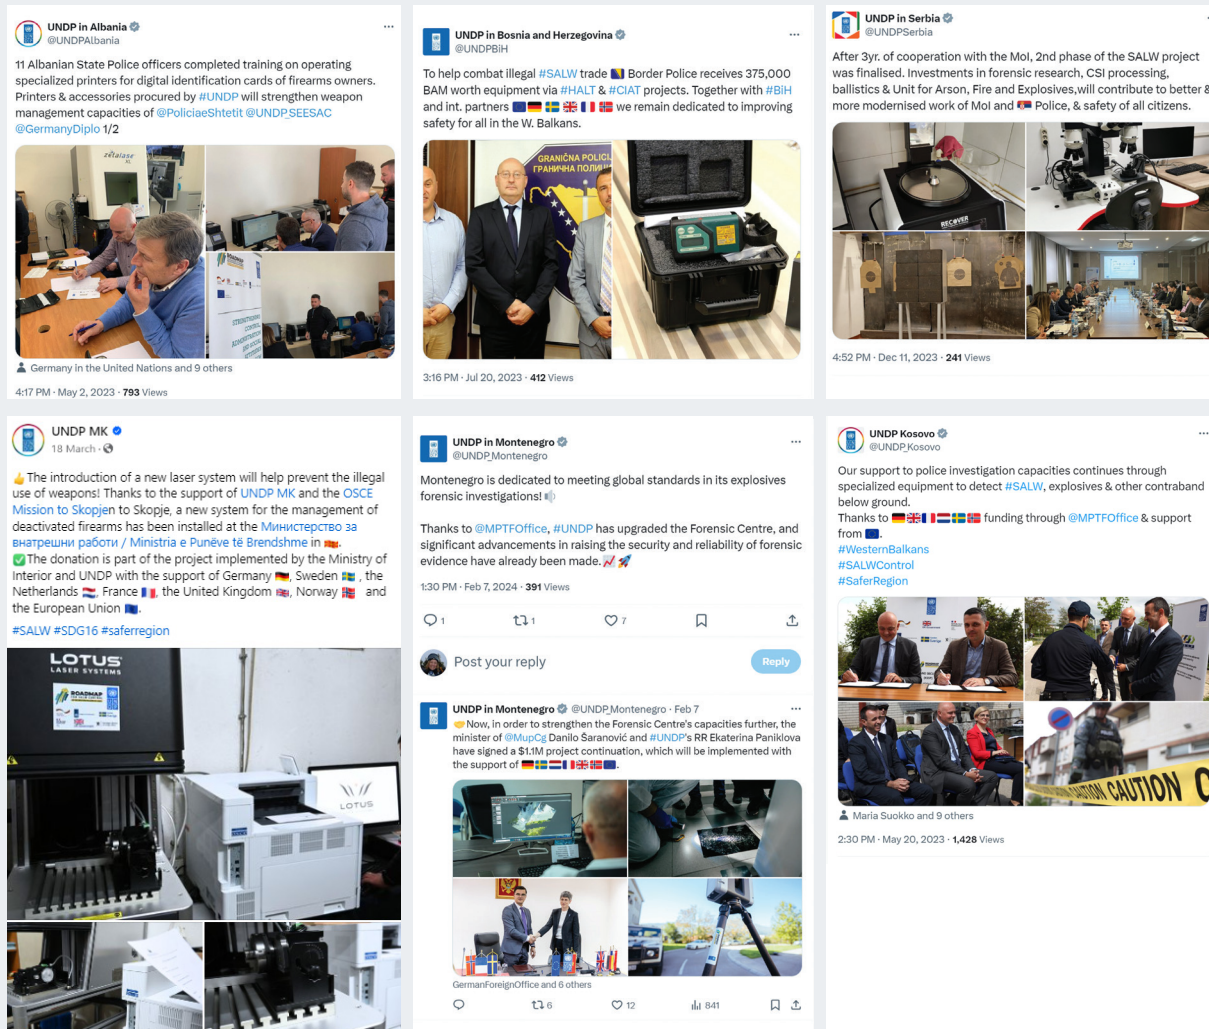 UNDP in Albania
@UNDPAlbania
11 Albanian State Police officers completed training on operating
specialized printers for digital identification cards of firearms owners.
Printers & accessories procured by #UNDP will strengthen weapon
management capacities of @PoliciaeShtetit @UNDP_SEESAC
@GermanyDiplo 1/2
zetalase
XL
ROADMAP
STRENGTHENING
CONTROL,
ADMINISTRATION
AND SOCIAL
Germany in the United Nations and 9 others
4:17 PM · May 2, 2023 · 793 Views
UNDP in Bosnia and Herzegovina
@UNDPBiH
To help combat illegal #SALW trade 🇧🇦 Border Police receives 375,000
BAM worth equipment via #HALT & #CIAT projects. Together with #BiH
and int. partners 🇪🇺🇩🇪🇸🇪🇬🇧🇫🇷🇳🇴 we remain dedicated to improving
safety for all in the W. Balkans.
GRANIČNA POLICIJ
ГРАНИЧНА ПОЛИЦ
3:16 PM · Jul 20, 2023 · 412 Views
UNDP in Serbia
@UNDPSerbia
After 3yr. of cooperation with the MoI, 2nd phase of the SALW project
was finalised. Investments in forensic research, CSI processing,
ballistics & Unit for Arson, Fire and Explosives,will contribute to better &
more modernised work of MoI and 🇷🇸 Police, & safety of all citizens.
RECOVER
4:52 PM · Dec 11, 2023 · 241 Views
UNDP MK
18 March ·
👍The introduction of a new laser system will help prevent the illegal
use of weapons! Thanks to the support of UNDP MK and the OSCE
Mission to Skopjen to Skopje, a new system for the management of
deactivated firearms has been installed at the Министерство за
внатрешни работи / Ministria e Punëve të Brendshme in 🇲🇰.
✅The donation is part of the project implemented by the Ministry of
Interior and UNDP with the support of Germany 🇩🇪, Sweden 🇸🇪 , the
Netherlands 🇳🇱, France 🇫🇷, the United Kingdom 🇬🇧, Norway 🇳🇴 and
the European Union 🇪🇺.
#SALW #SDG16 #saferregion
LOTUS
LASER SYSTEMS
ROADMAP
LOTUS
UNDP in Montenegro
@UNDP_Montenegro
Montenegro is dedicated to meeting global standards in its explosives
forensic investigations!
Thanks to @MPTFOffice, #UNDP has upgraded the Forensic Centre, and
significant advancements in raising the security and reliability of forensic
evidence have already been made.📈🚀
1:30 PM · Feb 7, 2024 · 391 Views
1 1 7
Post your reply
Reply
UNDP in Montenegro @UNDP_Montenegro · Feb 7
🤝Now, in order to strengthen the Forensic Centre's capacities further, the
minister of @MupCg Danilo Šaranović and #UNDP's RR Ekaterina Paniklova
have signed a $1.1M project continuation, which will be implemented with
the support of 🇩🇪🇸🇪🇳🇱🇫🇷🇬🇧🇳🇴🇪🇺.
GermanForeignOffice and 6 others
6 12 841
UNDP Kosovo
@UNDP_Kosovo
Our support to police investigation capacities continues through
specialized equipment to detect #SALW, explosives & other contraband
below ground.
Thanks to 🇩🇪🇬🇧🇫🇷🇳🇱🇸🇪🇳🇴 funding through @MPTFOffice & support
from 🇪🇺.
#WesternBalkans
#SALWControl
#SaferRegion
CAUTION CAUTION C
Maria Suokko and 9 others
2:30 PM · May 20, 2023 · 1,428 Views